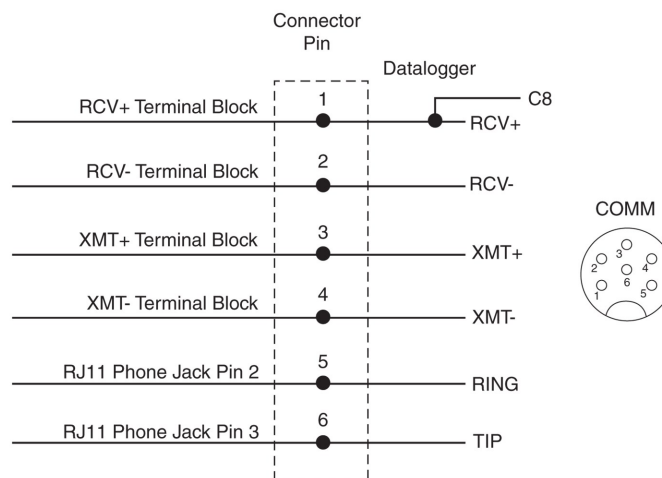 Connector
Pin
Datalogger
RCV+ Terminal Block
1
C8
RCV+
RCV- Terminal Block
2
RCV-
XMT+ Terminal Block
3
XMT+
XMT- Terminal Block
4
XMT-
RJ11 Phone Jack Pin 2
5
RING
RJ11 Phone Jack Pin 3
6
TIP
COMM
3
2
4
6
1
5